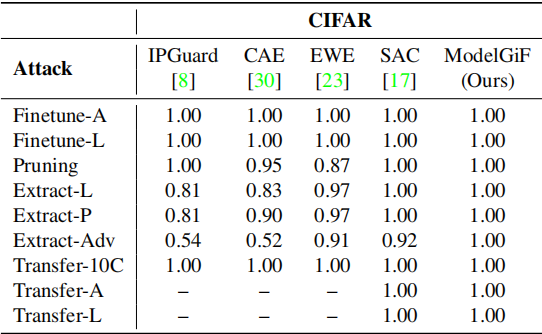 CIFAR
Attack IPGuard [8] CAE [30] EWE [23] SAC [17] ModelGiF (Ours)
Finetune-A 1.00 1.00 1.00 1.00 1.00
Finetune-L 1.00 1.00 1.00 1.00 1.00
Pruning 1.00 0.95 0.87 1.00 1.00
Extract-L 0.81 0.83 0.97 1.00 1.00
Extract-P 0.81 0.90 0.97 1.00 1.00
Extract-Adv 0.54 0.52 0.91 0.92 1.00
Transfer-10C 1.00 1.00 1.00 1.00 1.00
Transfer-A – – – 1.00 1.00
Transfer-L – – – 1.00 1.00